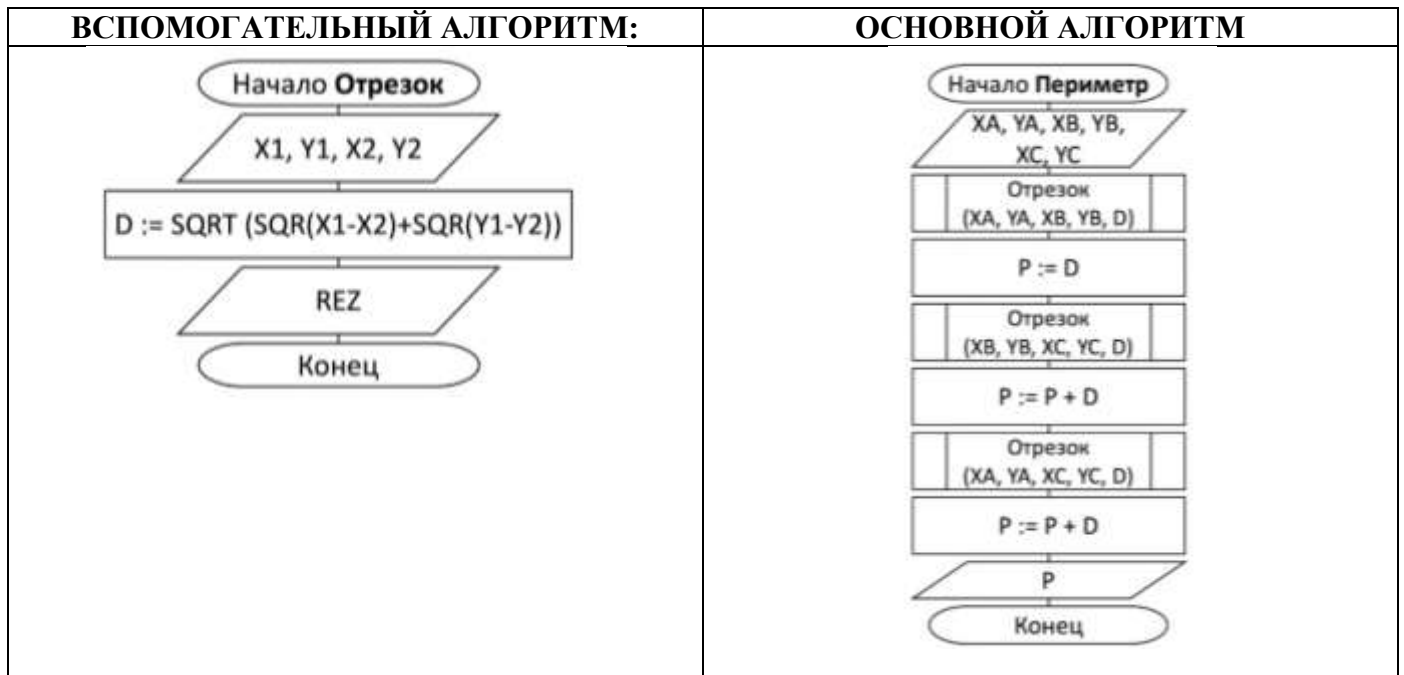 ВСПОМОГАТЕЛЬНЫЙ АЛГОРИТМ:
Начало Отрезок
X1, Y1, X2, Y2
D := SQRT (SQR(X1-X2)+SQR(Y1-Y2))
REZ
Конец
ОСНОВНОЙ АЛГОРИТМ
Начало Периметр
XA, YA, XB, YB,
XC, YC
Отрезок
(XA, YA, XB, YB, D)
P := D
Отрезок
(XB, YB, XC, YC, D)
P := P + D
Отрезок
(XA, YA, XC, YC, D)
P := P + D
P
Конец